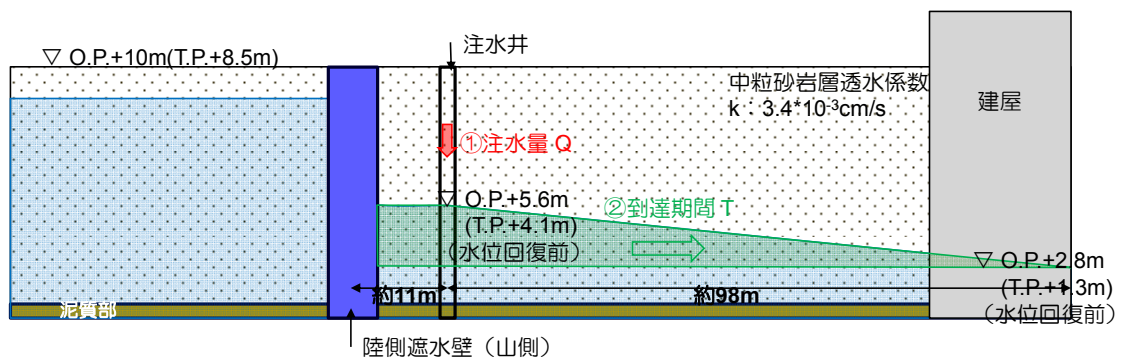 ▽ O.P.+10m(T.P.+8.5m)
注水井
中粒砂岩層透水係数
k：3.4*10⁻³cm/s
建屋
①注水量 Q
▽ O.P.+5.6m
(T.P.+4.1m)
（水位回復前）
②到達期間 T
▽ O.P.+2.8m
(T.P.+1.3m)
（水位回復前）
約11m
約98m
泥質部
陸側遮水壁（山側）